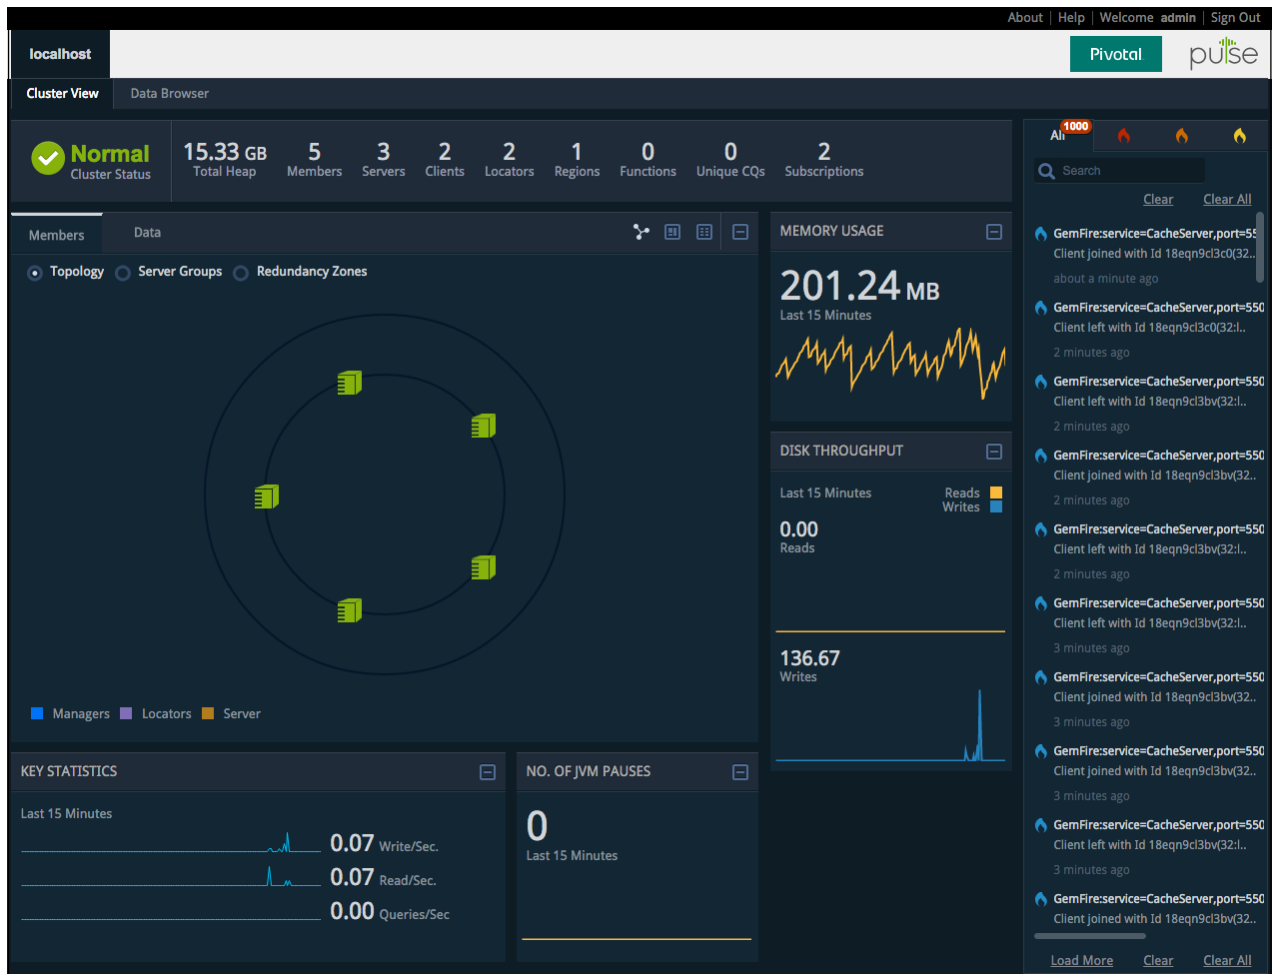 About | Help | Welcome admin | Sign Out
localhost
Pivotal
pulse
Cluster View
Data Browser
Normal
Cluster Status
15.33 GB
Total Heap
5
Members
3
Servers
2
Clients
2
Locators
1
Regions
0
Functions
0
Unique CQs
2
Subscriptions
Members
Data
Topology
Server Groups
Redundancy Zones
Managers
Locators
Server
MEMORY USAGE
201.24 MB
Last 15 Minutes
DISK THROUGHPUT
Last 15 Minutes
Reads
Writes
0.00
Reads
136.67
Writes
KEY STATISTICS
Last 15 Minutes
0.07 Write/Sec.
0.07 Read/Sec.
0.00 Queries/Sec
NO. OF JVM PAUSES
0
Last 15 Minutes
All
1000
Search
Clear
Clear All
GemFire:service=CacheServer,port=55
Client joined with Id 18eqn9cl3c0(32..
about a minute ago
GemFire:service=CacheServer,port=550
Client left with Id 18eqn9cl3c0(32:l..
2 minutes ago
GemFire:service=CacheServer,port=550
Client left with Id 18eqn9cl3bv(32:l..
2 minutes ago
GemFire:service=CacheServer,port=550
Client joined with Id 18eqn9cl3bv(32..
2 minutes ago
GemFire:service=CacheServer,port=550
Client left with Id 18eqn9cl3bv(32:l..
2 minutes ago
GemFire:service=CacheServer,port=550
Client left with Id 18eqn9cl3bv(32:l..
3 minutes ago
GemFire:service=CacheServer,port=550
Client joined with Id 18eqn9cl3bv(32..
3 minutes ago
GemFire:service=CacheServer,port=550
Client joined with Id 18eqn9cl3bv(32..
3 minutes ago
GemFire:service=CacheServer,port=550
Client left with Id 18eqn9cl3bv(32:l..
3 minutes ago
GemFire:service=CacheServer,port=550
Client joined with Id 18eqn9cl3bv(32..
Load More
Clear
Clear All